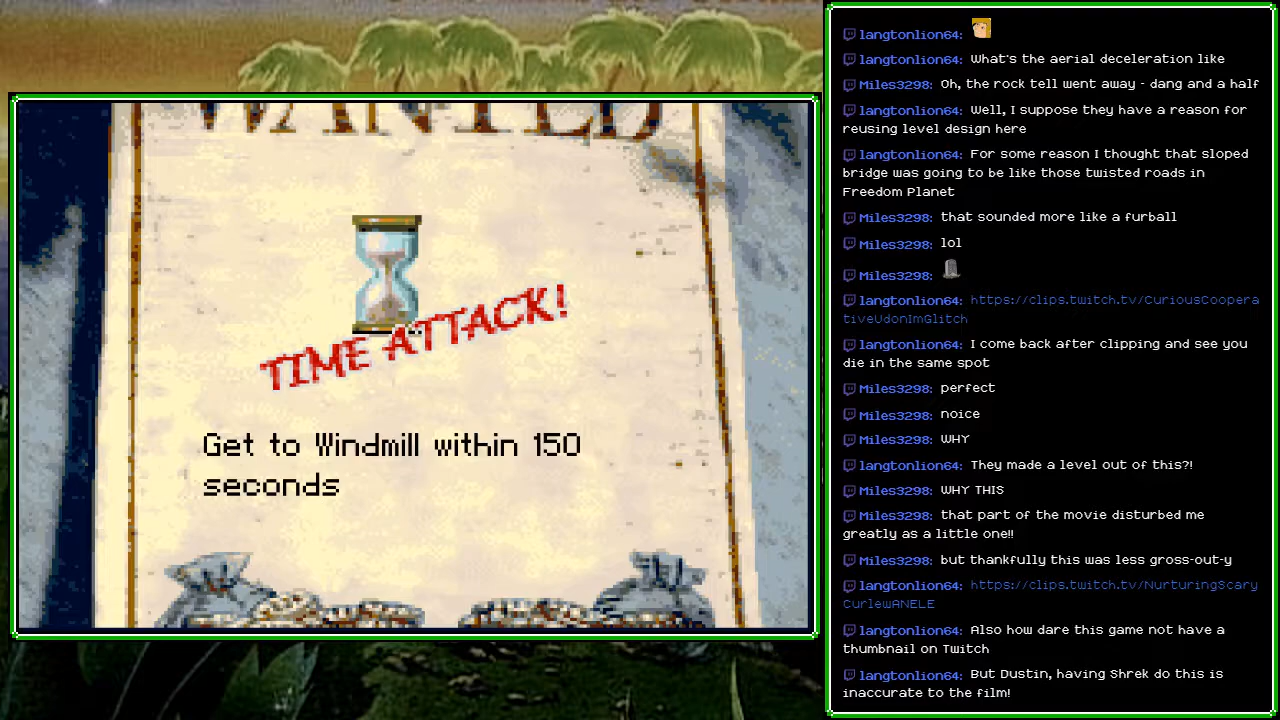 WANTED
TIME ATTACK!
Get to Windmill within 150
seconds
langtonlion64:
langtonlion64: What's the aerial deceleration like
Miles3298: Oh, the rock tell went away - dang and a half
langtonlion64: Well, I suppose they have a reason for
reusing level design here
langtonlion64: For some reason I thought that sloped
bridge was going to be like those twisted roads in
Freedom Planet
Miles3298: that sounded more like a furball
Miles3298: lol
Miles3298:
langtonlion64: https://clips.twitch.tv/CuriousCoopera
tiveUdonImGlitch
langtonlion64: I come back after clipping and see you
die in the same spot
Miles3298: perfect
Miles3298: noice
Miles3298: WHY
langtonlion64: They made a level out of this?!
Miles3298: WHY THIS
Miles3298: that part of the movie disturbed me
greatly as a little one!!
Miles3298: but thankfully this was less gross-out-y
langtonlion64: https://clips.twitch.tv/NurturingScary
CurlewANELE
langtonlion64: Also how dare this game not have a
thumbnail on Twitch
langtonlion64: But Dustin, having Shrek do this is
inaccurate to the film!